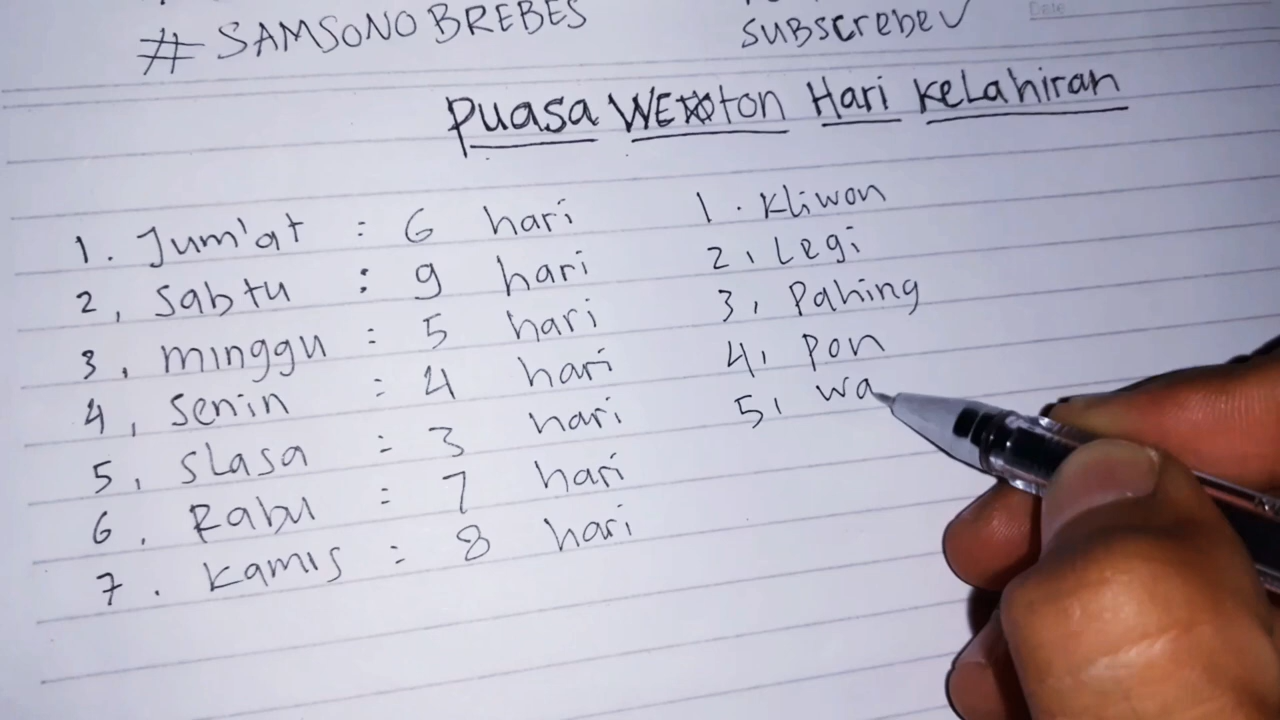 # SAMSONO BREBES
subscrebe✓
Date
Puasa WEton Hari KeLahiran
1. Jum'at : 6 hari
2, Sabtu : 9 hari
3, minggu : 5 hari
4, Senin : 4 hari
5, sLasa : 3 hari
6. Rabu : 7 hari
7. Kamis : 8 hari
1. Kliwon
2, Legi
3, Pahing
4, Pon
5, wa